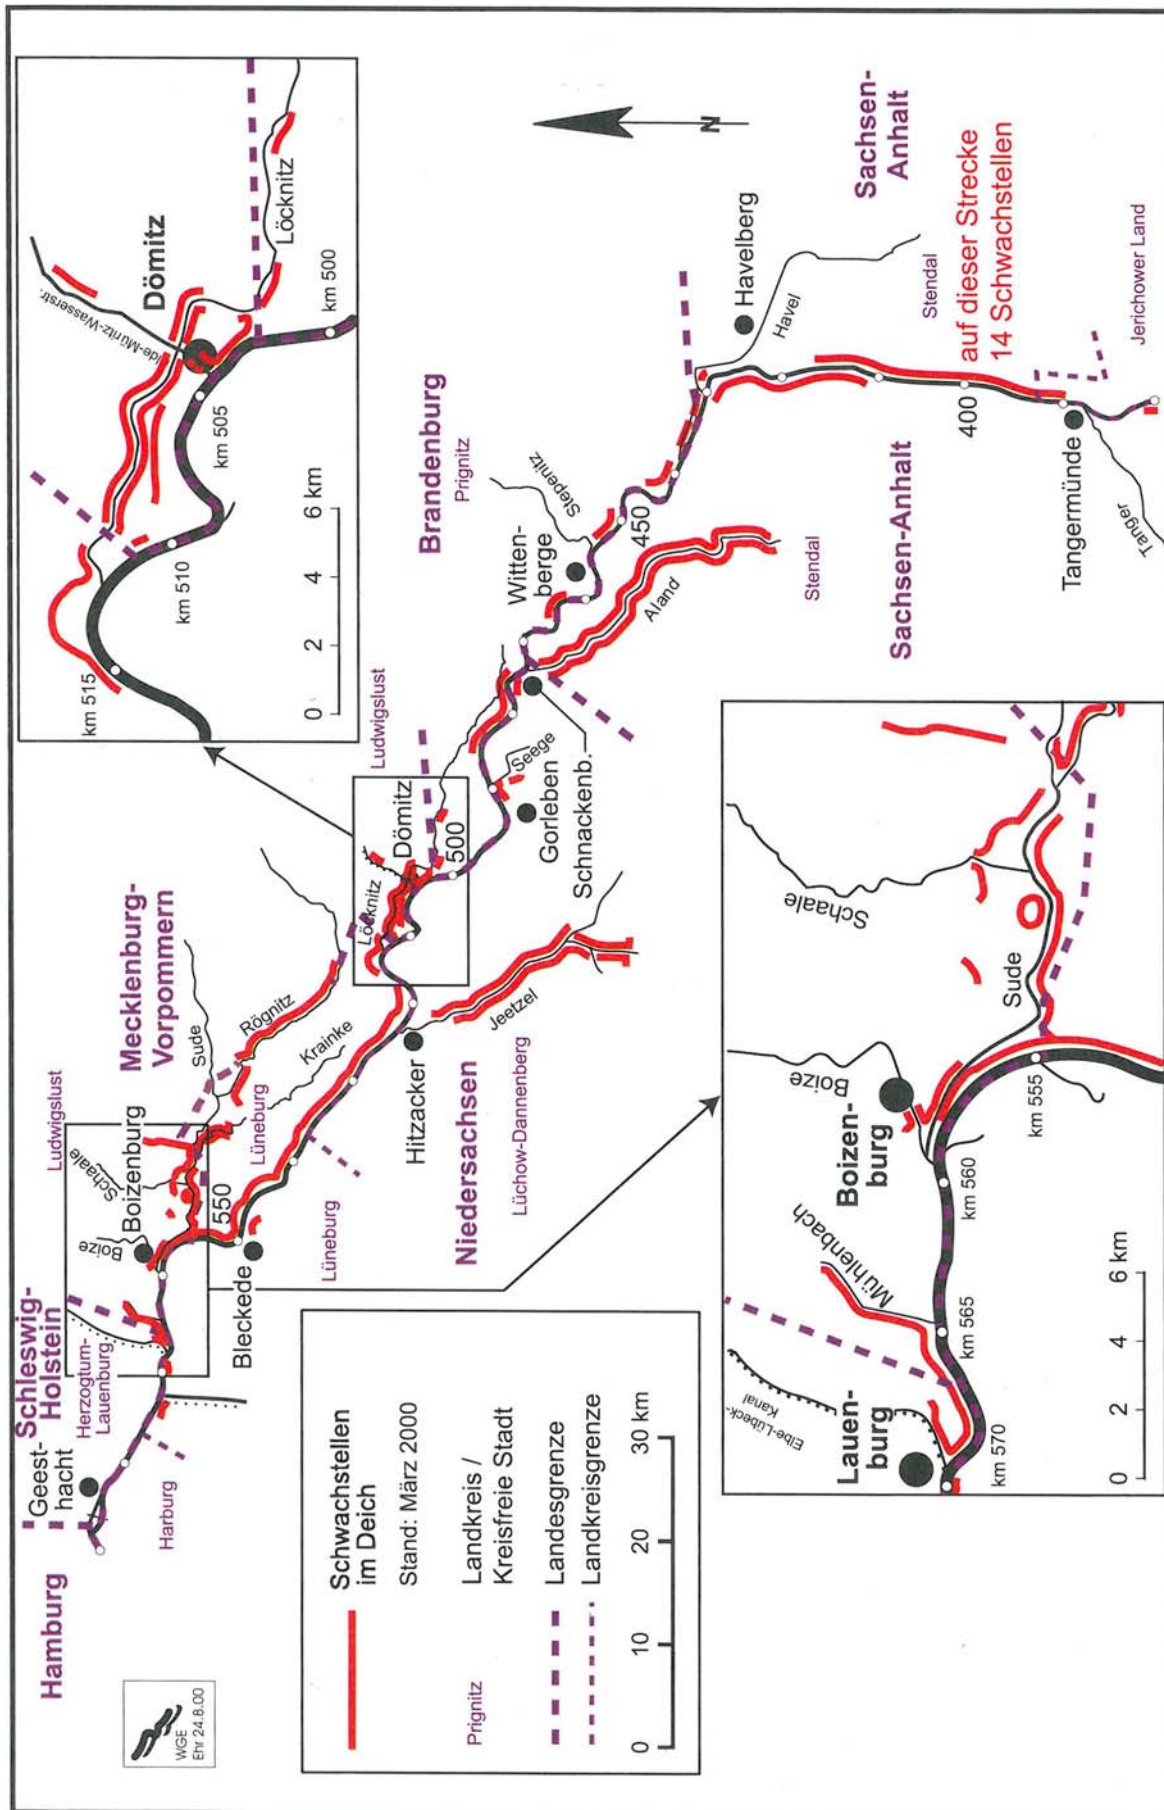 Hamburg
Schleswig-
Holstein
Geest-
hacht
Herzogtum-
Lauenburg
Harburg
Ludwigslust
Schaale
Boizenburg
Boize
Bleckede
550
Lüneburg
Lüneburg
Mecklenburg-
Vorpommern
Sude
Rögnitz
Krainke
Hitzacker
Niedersachsen
Lüchow-Dannenberg
Jeetzel
Ludwigslust
Löcknitz
Dömitz
500
Gorleben
Seege
Schnackenb.
Brandenburg
Prignitz
Stepenitz
Witten-
berge
450
Aland
Stendal
Sachsen-Anhalt
Havelberg
Havel
Sachsen-
Anhalt
Stendal
auf dieser Strecke
14 Schwachstellen
400
Jerichower Land
Tangermünde
Tanger
N
km 515
km 510
km 505
km 500
Dömitz
Löcknitz
lde-Müritz-Wasserstr.
0 2 4 6 km
WGE
Ehr 24.8.00
Schwachstellen
im Deich
Stand: März 2000
Prignitz
Landkreis /
Kreisfreie Stadt
Landesgrenze
Landkreisgrenze
0 10 20 30 km
Lauen-
burg
Elbe-Lübeck-
Kanal
Mühlenbach
Boizen-
burg
Boize
Schaale
Sude
km 570
km 565
km 560
km 555
0 2 4 6 km